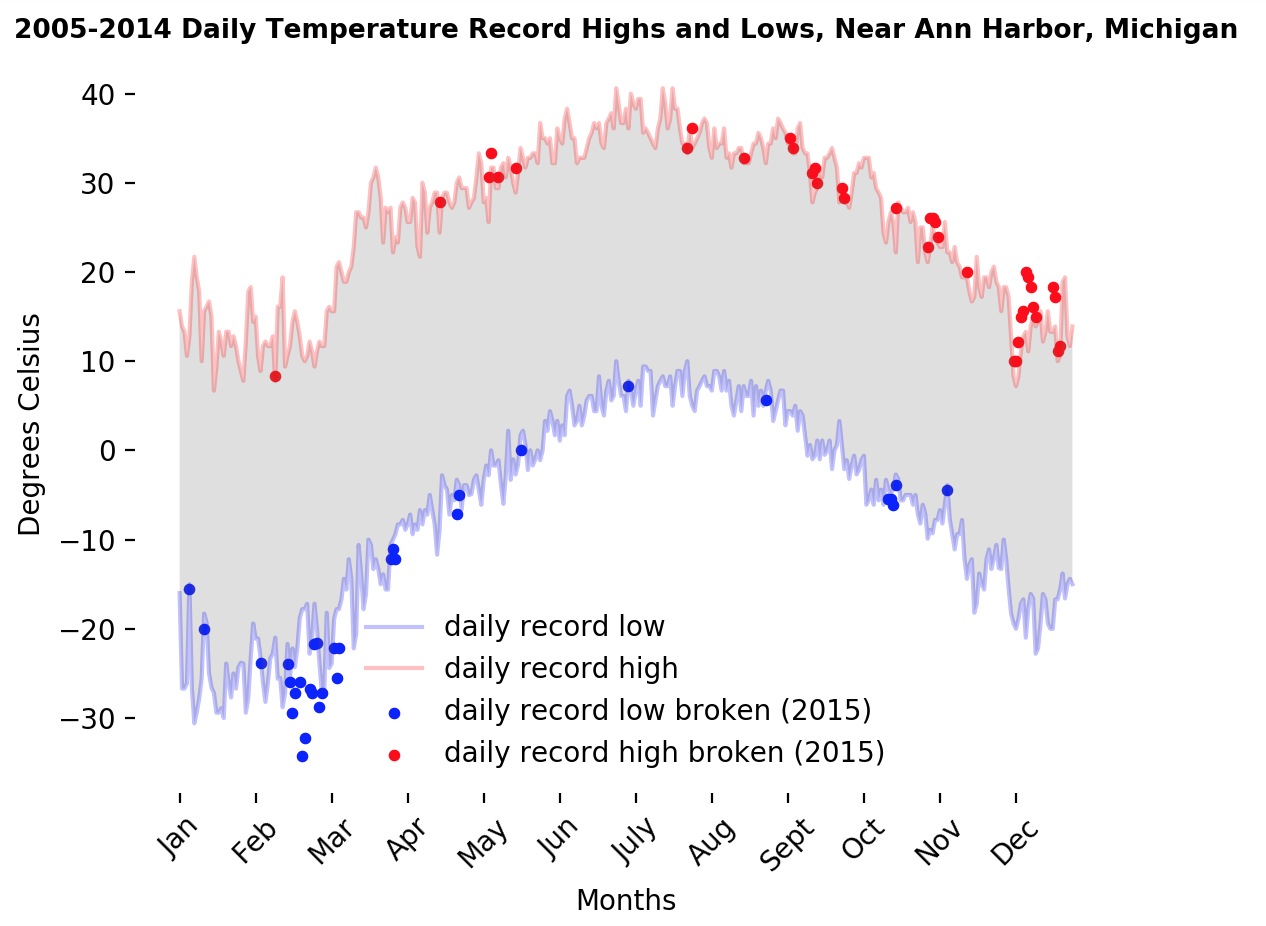 2005-2014 Daily Temperature Record Highs and Lows, Near Ann Harbor, Michigan
40
30
20
10
0
−10
−20
−30
Degrees Celsius
daily record low
daily record high
daily record low broken (2015)
daily record high broken (2015)
Jan
Feb
Mar
Apr
May
Jun
July
Aug
Sept
Oct
Nov
Dec
Months